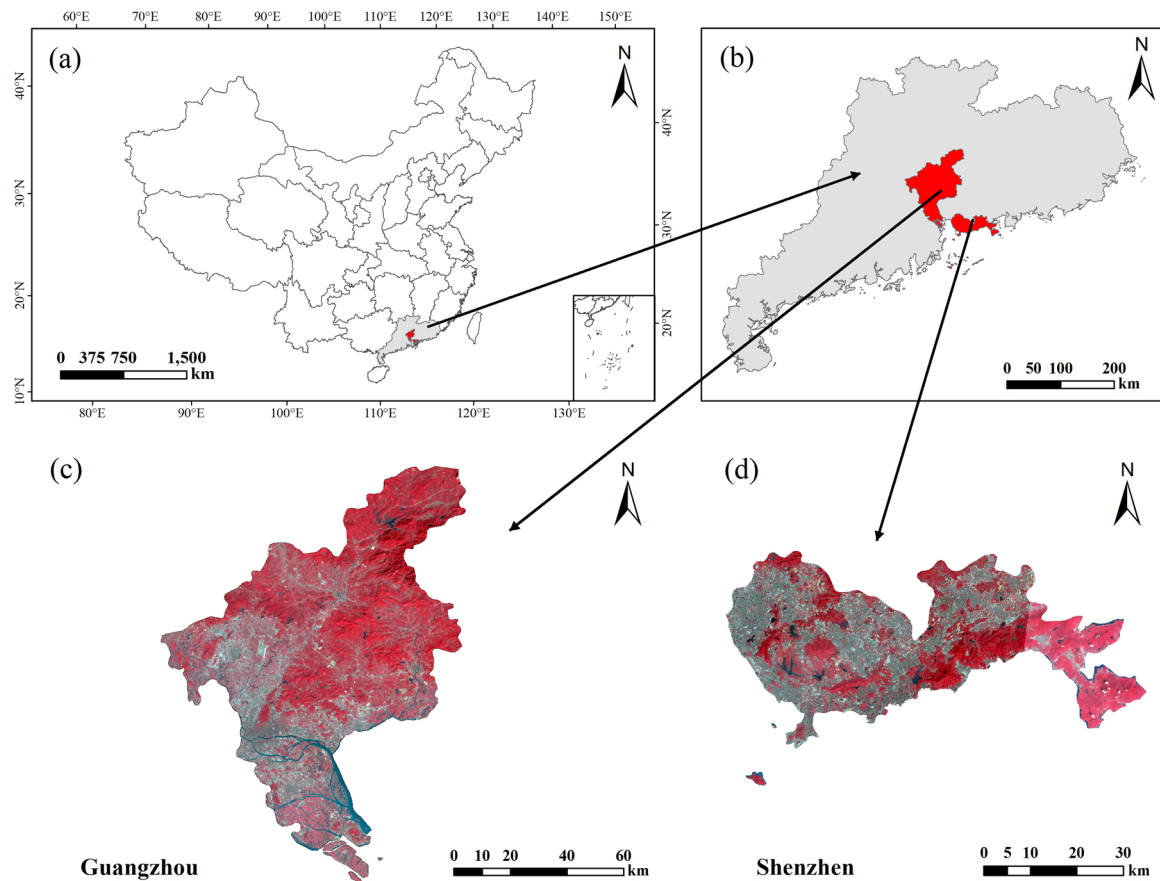 60°E 70°E 80°E 90°E 100°E 110°E 120°E 130°E 140°E 150°E
(a)
N
40°N
30°N
20°N
10°N
40°N
30°N
20°N
0 375 750 1,500
km
80°E 90°E 100°E 110°E 120°E 130°E
(b)
N
0 50 100 200
km
(c)
N
Guangzhou
0 10 20 40 60
km
(d)
N
Shenzhen
0 5 10 20 30
km